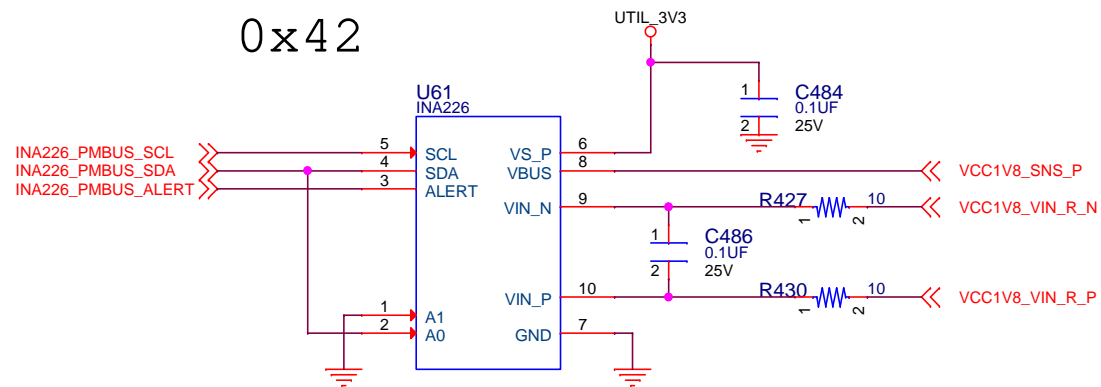 0x42
UTIL_3V3
U61
INA226
1
C484
0.1UF
2
25V
INA226_PMBUS_SCL
5
SCL
VS_P
6
INA226_PMBUS_SDA
4
SDA
VBUS
8
VCC1V8_SNS_P
INA226_PMBUS_ALERT
3
ALERT
VIN_N
9
R427
1
2
10
VCC1V8_VIN_R_N
1
C486
0.1UF
2
25V
VIN_P
10
R430
1
2
10
VCC1V8_VIN_R_P
1
A1
2
A0
GND
7